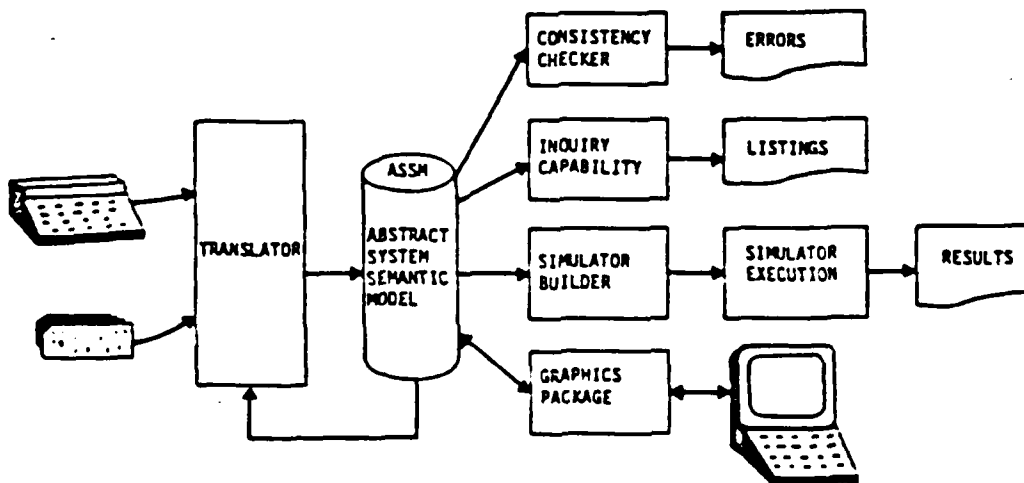 CONSISTENCY
CHECKER
ERRORS
INQUIRY
CAPABILITY
LISTINGS
ASSM
TRANSLATOR
ABSTRACT
SYSTEM
SEMANTIC
MODEL
SIMULATOR
BUILDER
SIMULATOR
EXECUTION
RESULTS
GRAPHICS
PACKAGE